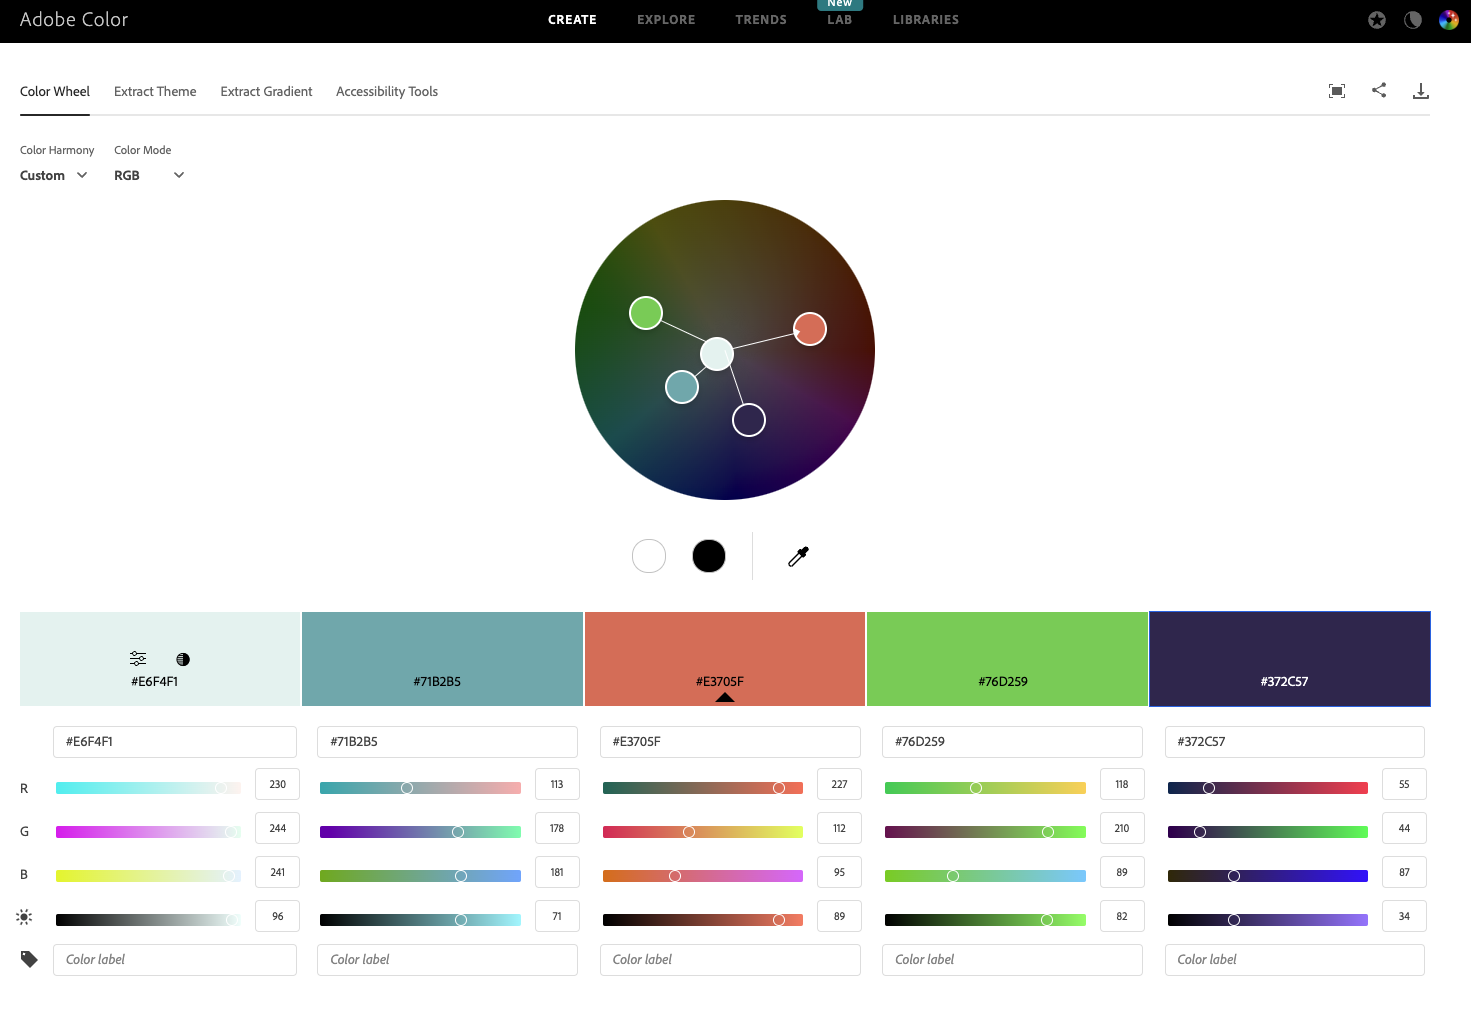 Adobe Color
CREATE
EXPLORE
TRENDS
New
LAB
LIBRARIES
Color Wheel
Extract Theme
Extract Gradient
Accessibility Tools
Color Harmony
Color Mode
Custom
RGB
#E6F4F1
#71B2B5
#E3705F
#76D259
#372C57
#E6F4F1
#71B2B5
#E3705F
#76D259
#372C57
R 230 113 227 118 55
G 244 178 112 210 44
B 241 181 95 89 87
96 71 89 82 34
Color label
Color label
Color label
Color label
Color label